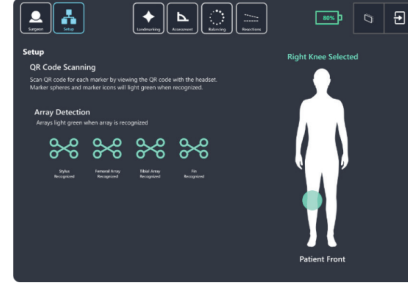 Surgeon
Setup
Landmarking
Assessment
Balancing
Resections
86%
Setup
QR Code Scanning
Scan QR code for each marker by viewing the QR code with the headset.
Marker spheres and marker icons will light green when recognized.
Array Detection
Arrays light green when array is recognized
Stylus
Recognized
Femoral Array
Recognized
Tibial Array
Recognized
Pin
Recognized
Right Knee Selected
Patient Front